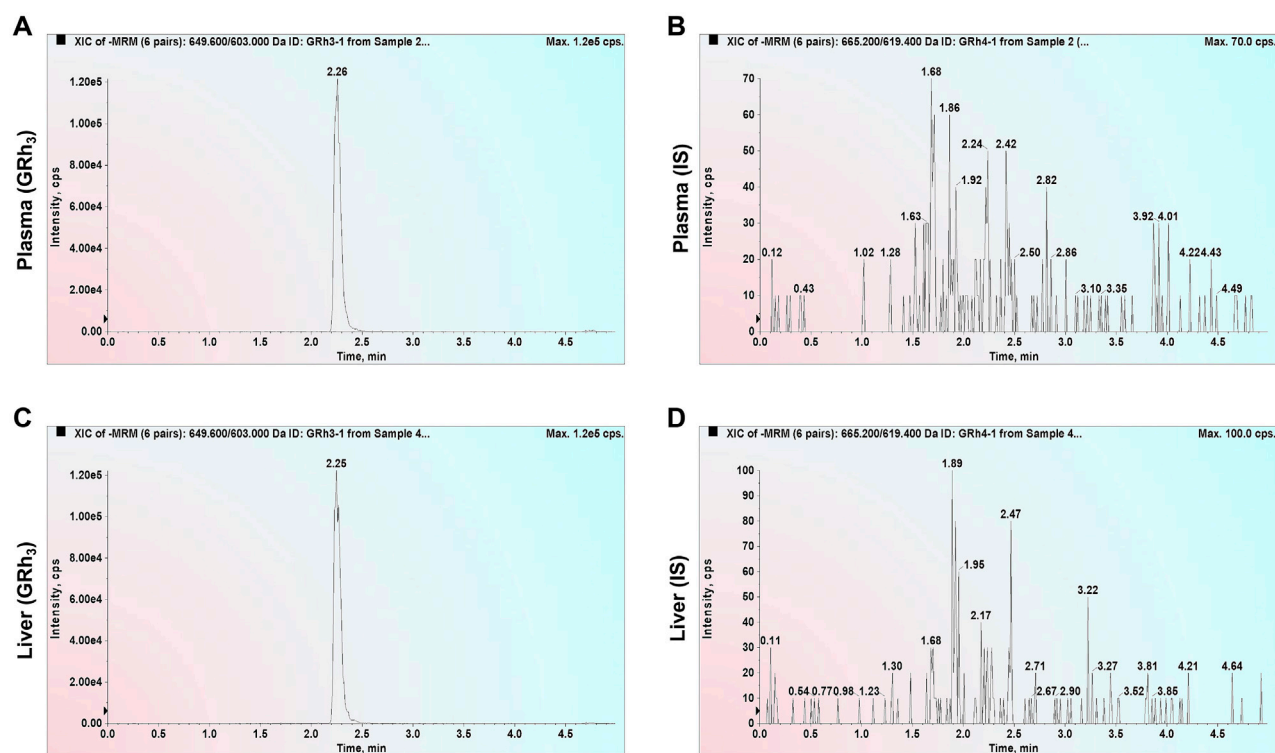 A
XIC of -MRM (6 pairs): 649.600/603.000 Da ID: GRh3-1 from Sample 2... Max. 1.2e5 cps.
Plasma (GRh₃)
Intensity, cps
1.20e5
1.00e5
8.00e4
6.00e4
4.00e4
2.00e4
0.00
2.26
0.0 0.5 1.0 1.5 2.0 2.5 3.0 3.5 4.0 4.5
Time, min
B
XIC of -MRM (6 pairs): 665.200/619.400 Da ID: GRh4-1 from Sample 2 (... Max. 70.0 cps.
Plasma (IS)
Intensity, cps
70
60
50
40
30
20
10
0
0.12 0.43 1.02 1.28 1.63 1.68 1.86 1.92 2.24 2.42 2.50 2.82 2.86 3.10 3.35 3.92 4.01 4.22 4.43 4.49
0.0 0.5 1.0 1.5 2.0 2.5 3.0 3.5 4.0 4.5
Time, min
C
XIC of -MRM (6 pairs): 649.600/603.000 Da ID: GRh3-1 from Sample 4... Max. 1.2e5 cps.
Liver (GRh₃)
Intensity, cps
1.20e5
1.00e5
8.00e4
6.00e4
4.00e4
2.00e4
0.00
2.25
0.0 0.5 1.0 1.5 2.0 2.5 3.0 3.5 4.0 4.5
Time, min
D
XIC of -MRM (6 pairs): 665.200/619.400 Da ID: GRh4-1 from Sample 4... Max. 100.0 cps.
Liver (IS)
Intensity, cps
100
90
80
70
60
50
40
30
20
10
0
0.11 0.54 0.77 0.98 1.23 1.30 1.68 1.89 1.95 2.17 2.47 2.67 2.71 2.90 3.22 3.27 3.52 3.81 3.85 4.21 4.64
0.0 0.5 1.0 1.5 2.0 2.5 3.0 3.5 4.0 4.5
Time, min